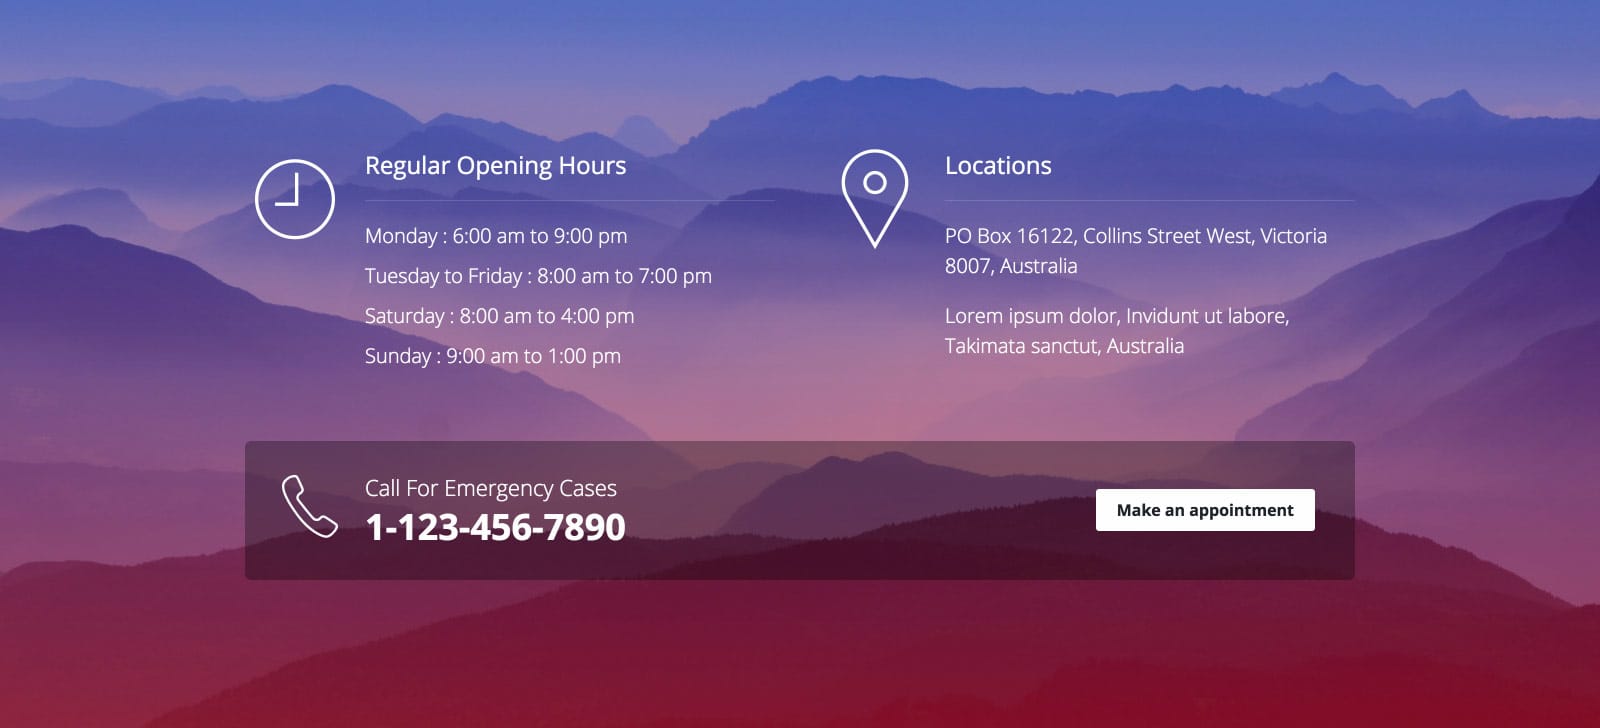 Regular Opening Hours
Monday : 6:00 am to 9:00 pm
Tuesday to Friday : 8:00 am to 7:00 pm
Saturday : 8:00 am to 4:00 pm
Sunday : 9:00 am to 1:00 pm
Locations
PO Box 16122, Collins Street West, Victoria
8007, Australia
Lorem ipsum dolor, Invidunt ut labore,
Takimata sanctut, Australia
Call For Emergency Cases
1-123-456-7890
Make an appointment